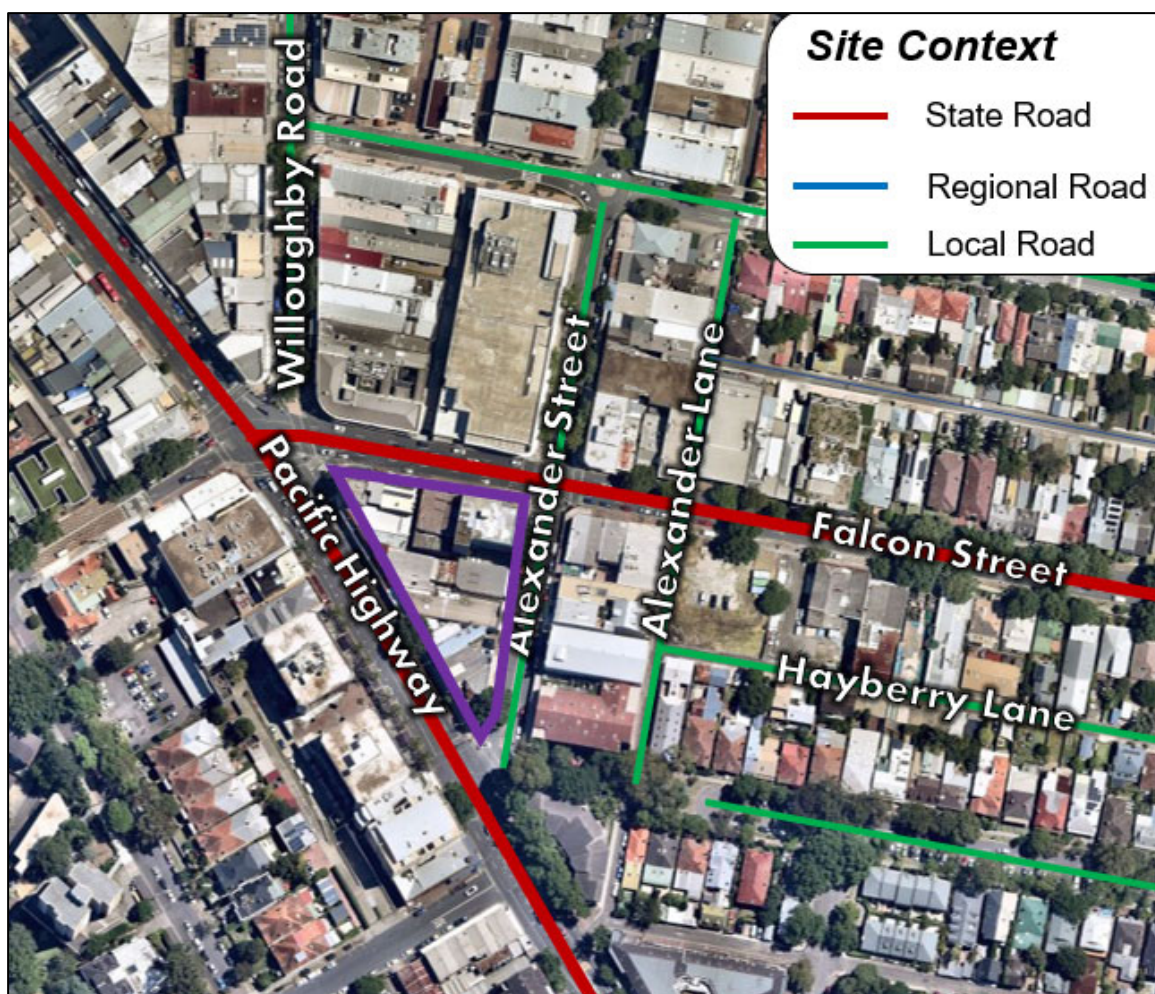 Site Context
State Road
Regional Road
Local Road
Willoughby Road
Alexander Street
Alexander Lane
Pacific Highway
Falcon Street
Hayberry Lane